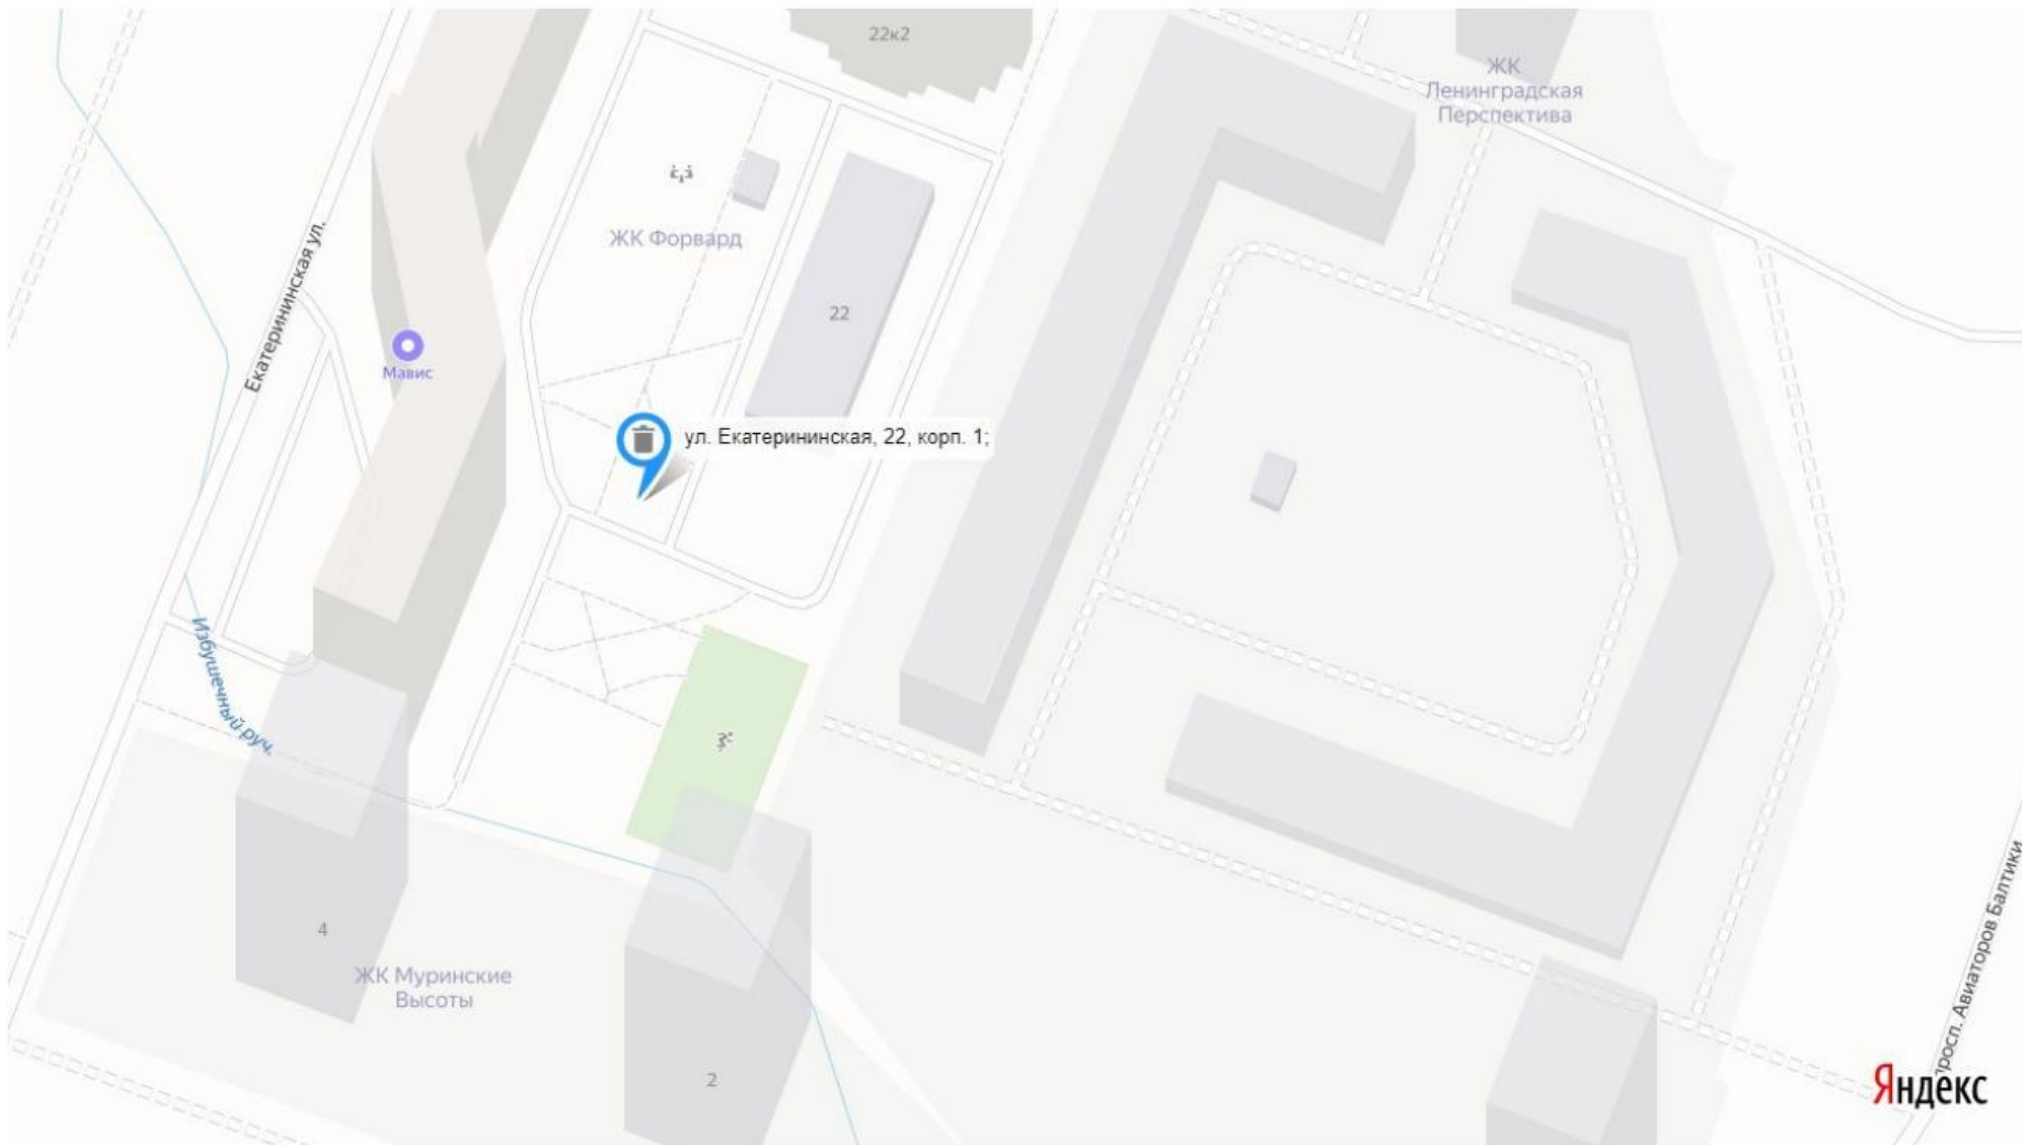 22к2
ЖК
Ленинградская
Перспектива
ЖК Форвард
Екатерининская ул.
22
Мавис
ул. Екатерининская, 22, корп. 1;
Избушечный руч.
4
ЖК Муринские
Высоты
2
просп. Авиаторов Балтики
Яндекс